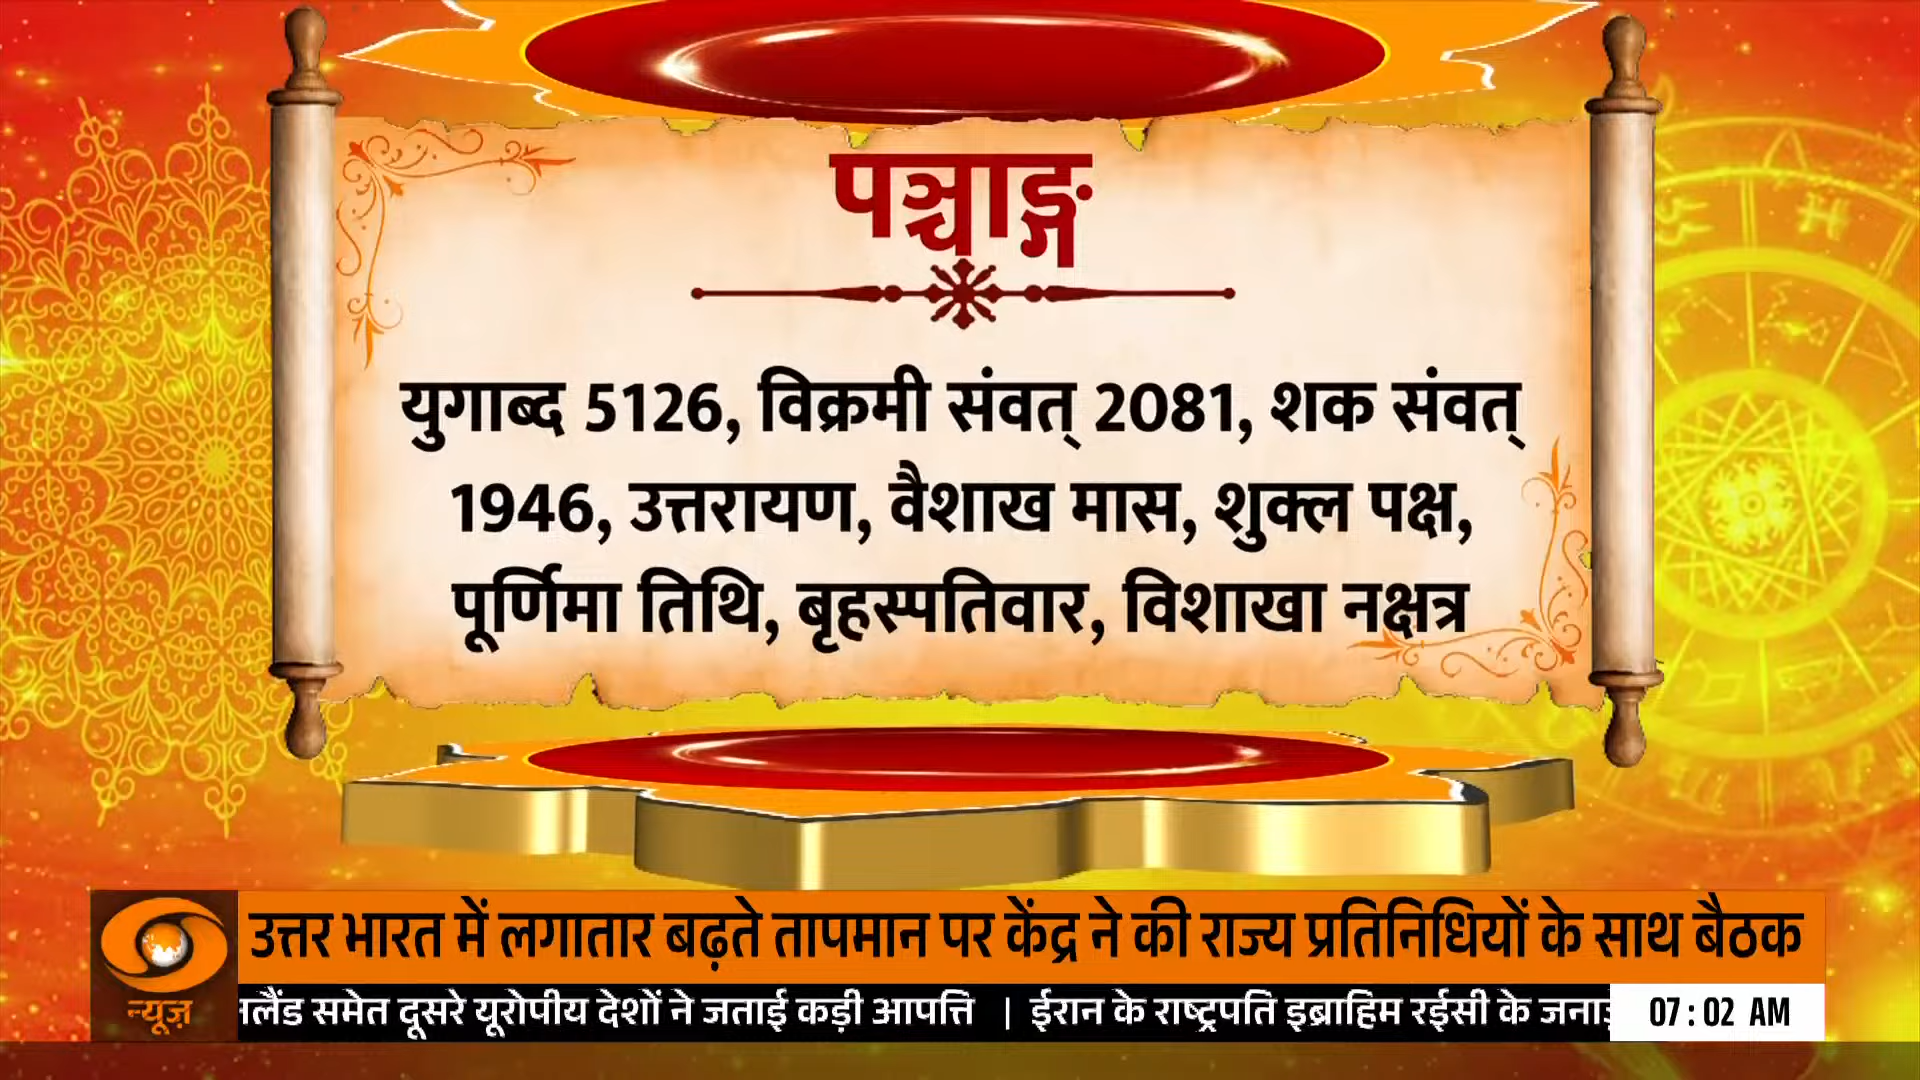 पञ्चाङ्ग
युगाब्द 5126, विक्रमी संवत् 2081, शक संवत्
1946, उत्तरायण, वैशाख मास, शुक्ल पक्ष,
पूर्णिमा तिथि, बृहस्पतिवार, विशाखा नक्षत्र
उत्तर भारत में लगातार बढ़ते तापमान पर केंद्र ने की राज्य प्रतिनिधियों के साथ बैठक
समेत दूसरे यूरोपीय देशों ने जताई कड़ी आपत्ति | ईरान के राष्ट्रपति इब्राहिम रईसी के
07:02 AM
न्यूज़